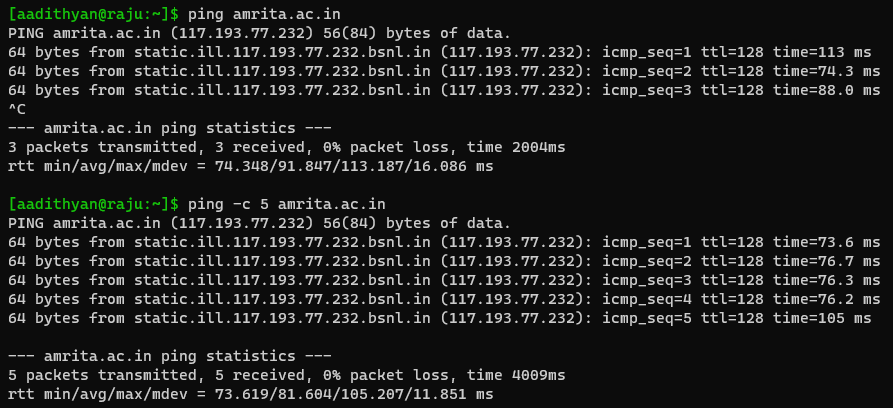 [aadithyan@raju:~]$ ping amrita.ac.in
PING amrita.ac.in (117.193.77.232) 56(84) bytes of data.
64 bytes from static.ill.117.193.77.232.bsnl.in (117.193.77.232): icmp_seq=1 ttl=128 time=113 ms
64 bytes from static.ill.117.193.77.232.bsnl.in (117.193.77.232): icmp_seq=2 ttl=128 time=74.3 ms
64 bytes from static.ill.117.193.77.232.bsnl.in (117.193.77.232): icmp_seq=3 ttl=128 time=88.0 ms
^C
--- amrita.ac.in ping statistics ---
3 packets transmitted, 3 received, 0% packet loss, time 2004ms
rtt min/avg/max/mdev = 74.348/91.847/113.187/16.086 ms
[aadithyan@raju:~]$ ping -c 5 amrita.ac.in
PING amrita.ac.in (117.193.77.232) 56(84) bytes of data.
64 bytes from static.ill.117.193.77.232.bsnl.in (117.193.77.232): icmp_seq=1 ttl=128 time=73.6 ms
64 bytes from static.ill.117.193.77.232.bsnl.in (117.193.77.232): icmp_seq=2 ttl=128 time=76.7 ms
64 bytes from static.ill.117.193.77.232.bsnl.in (117.193.77.232): icmp_seq=3 ttl=128 time=76.3 ms
64 bytes from static.ill.117.193.77.232.bsnl.in (117.193.77.232): icmp_seq=4 ttl=128 time=76.2 ms
64 bytes from static.ill.117.193.77.232.bsnl.in (117.193.77.232): icmp_seq=5 ttl=128 time=105 ms
--- amrita.ac.in ping statistics ---
5 packets transmitted, 5 received, 0% packet loss, time 4009ms
rtt min/avg/max/mdev = 73.619/81.604/105.207/11.851 ms